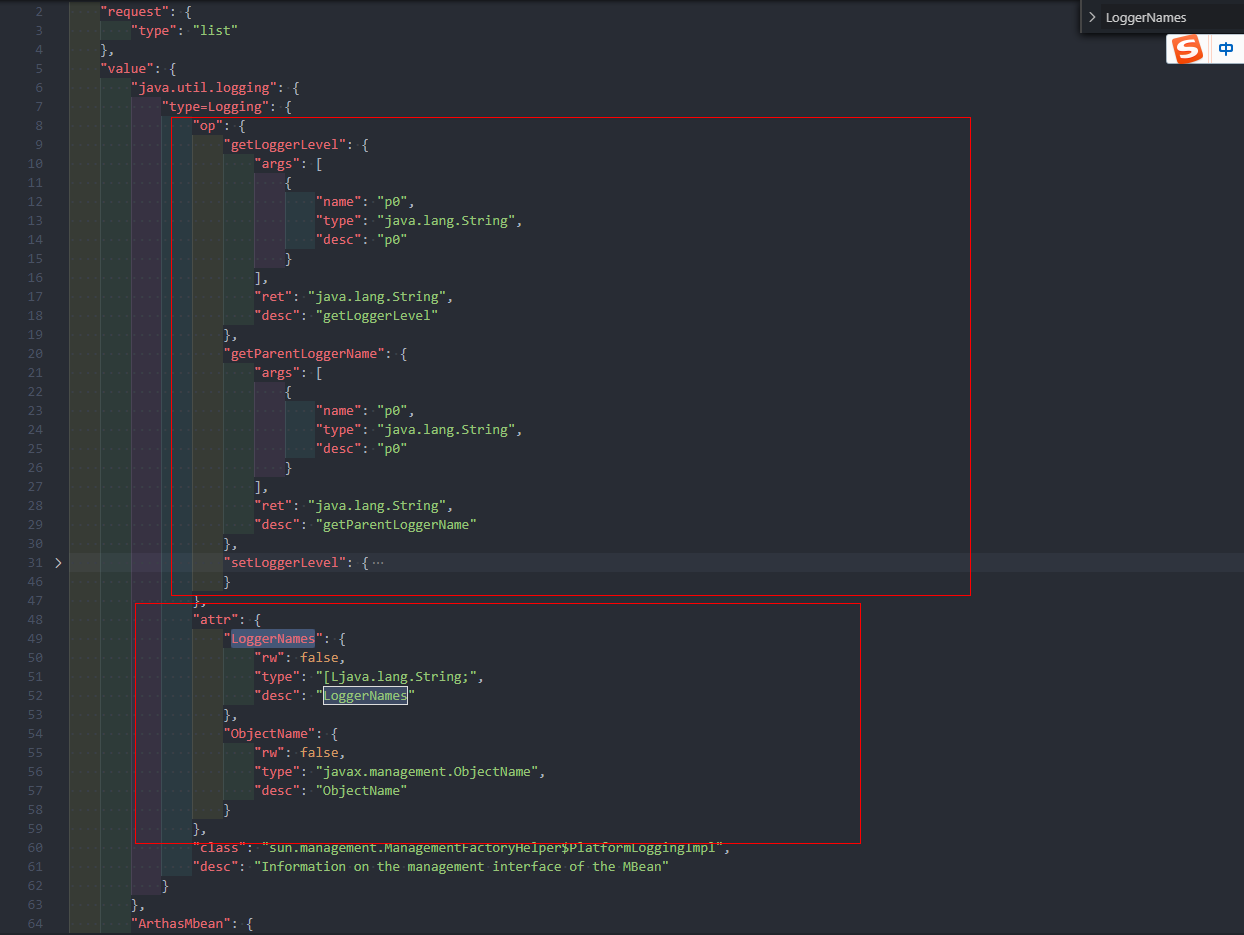 LoggerNames
中
2 "request": {
3 "type": "list"
4 },
5 "value": {
6 "java.util.logging": {
7 "type=Logging": {
8 "op": {
9 "getLoggerLevel": {
10 "args": [
11 {
12 "name": "p0",
13 "type": "java.lang.String",
14 "desc": "p0"
15 }
16 ],
17 "ret": "java.lang.String",
18 "desc": "getLoggerLevel"
19 },
20 "getParentLoggerName": {
21 "args": [
22 {
23 "name": "p0",
24 "type": "java.lang.String",
25 "desc": "p0"
26 }
27 ],
28 "ret": "java.lang.String",
29 "desc": "getParentLoggerName"
30 },
31 "setLoggerLevel": { ···
46 }
47 },
48 "attr": {
49 "LoggerNames": {
50 "rw": false,
51 "type": "[Ljava.lang.String;",
52 "desc": "LoggerNames"
53 },
54 "ObjectName": {
55 "rw": false,
56 "type": "javax.management.ObjectName",
57 "desc": "ObjectName"
58 }
59 },
60 "class": "sun.management.ManagementFactoryHelper$PlatformLoggingImpl",
61 "desc": "Information on the management interface of the MBean"
62 }
63 },
64 "ArthasMbean": {